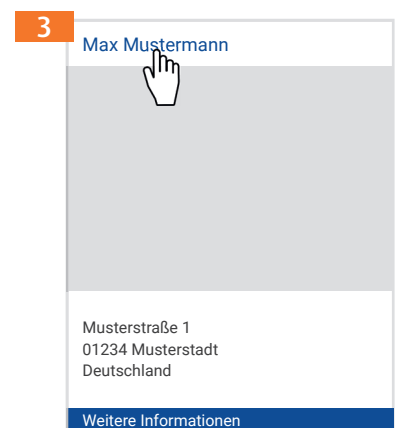 3
Max Mustermann
Musterstraße 1
01234 Musterstadt
Deutschland
Weitere Informationen